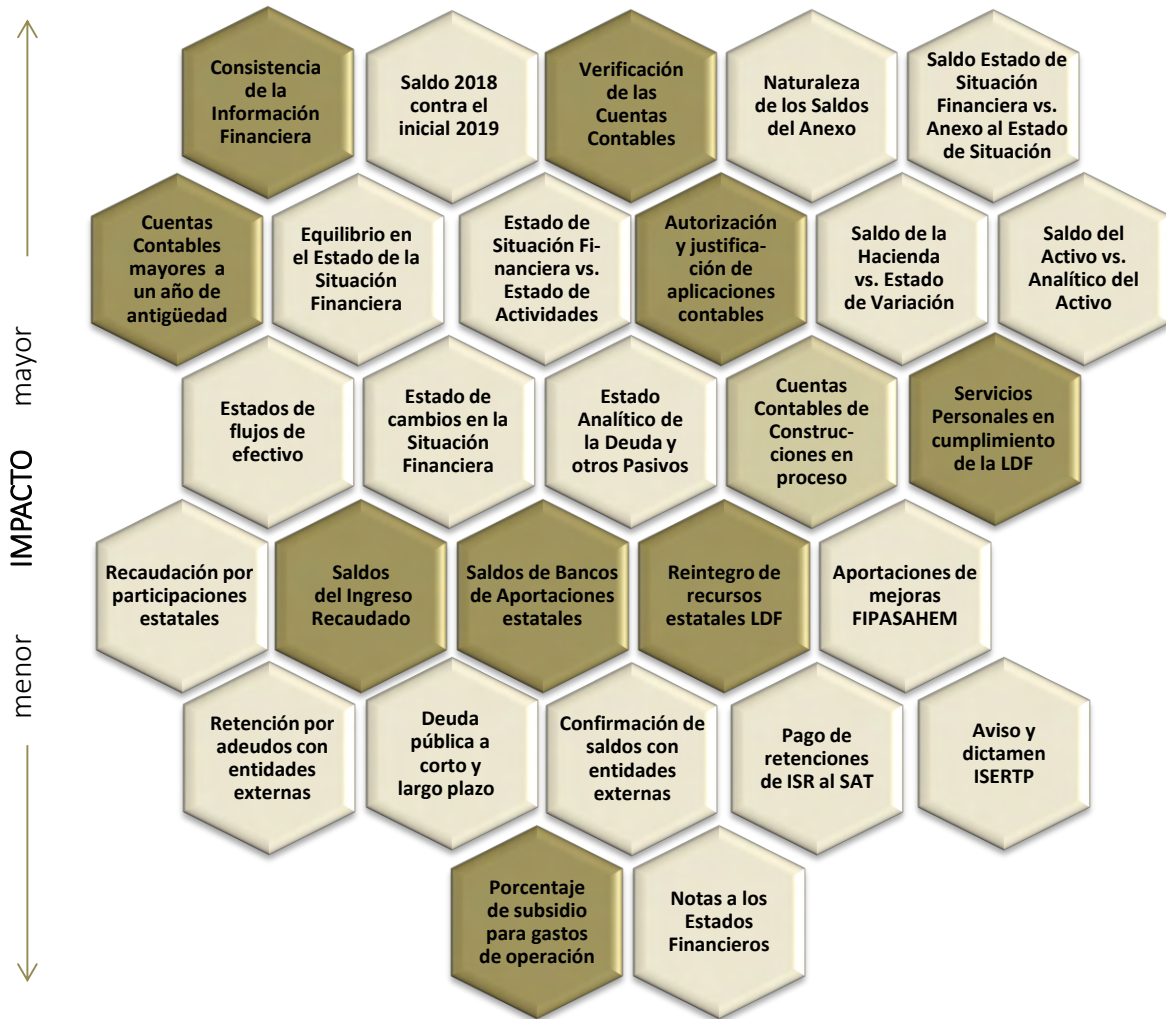 Consistencia
de la
Información
Financiera
Saldo 2018
contra el
inicial 2019
Verificación
de las
Cuentas
Contables
Naturaleza
de los Saldos
del Anexo
Saldo Estado de
Situación
Financiera vs.
Anexo al Estado
de Situación
Cuentas
Contables
mayores a
un año de
antigüedad
Equilibrio en
el Estado de la
Situación
Financiera
Estado de
Situación Fi-
nanciera vs.
Estado de
Actividades
Autorización
y justifica-
ción de
aplicaciones
contables
Saldo de la
Hacienda
vs. Estado
de Variación
Saldo del
Activo vs.
Analítico del
Activo
mayor
IMPACTO
menor
Estados de
flujos de
efectivo
Estado de
cambios en la
Situación
Financiera
Estado
Analítico de
la Deuda y
otros Pasivos
Cuentas
Contables de
Construc-
ciones en
proceso
Servicios
Personales en
cumplimiento
de la LDF
Recaudación por
participaciones
estatales
Saldos
del Ingreso
Recaudado
Saldos de Bancos
de Aportaciones
estatales
Reintegro de
recursos
estatales LDF
Aportaciones de
mejoras
FIPASAHEM
Retención por
adeudos con
entidades
externas
Deuda
pública a
corto y
largo plazo
Confirmación de
saldos con
entidades
externas
Pago de
retenciones
de ISR al SAT
Aviso y
dictamen
ISERTP
Porcentaje
de subsidio
para gastos
de operación
Notas a los
Estados
Financieros